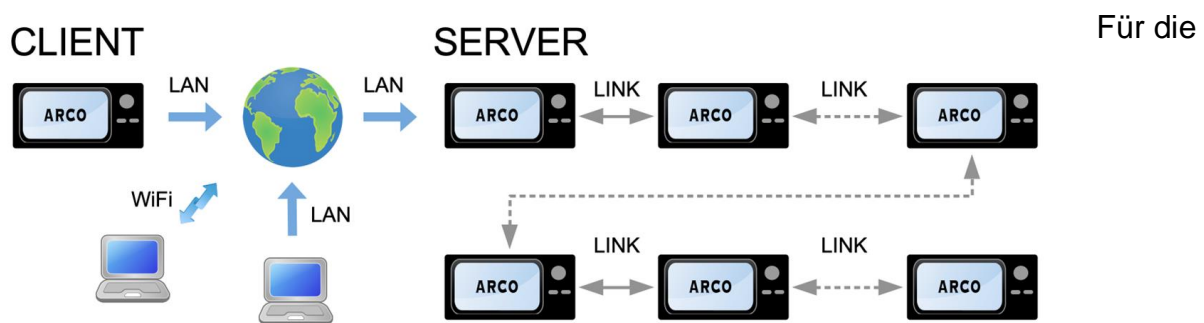 Für die
CLIENT
SERVER
LAN
LAN
LINK
LINK
ARCO
ARCO
ARCO
ARCO
WiFi
LAN
LINK
LINK
ARCO
ARCO
ARCO